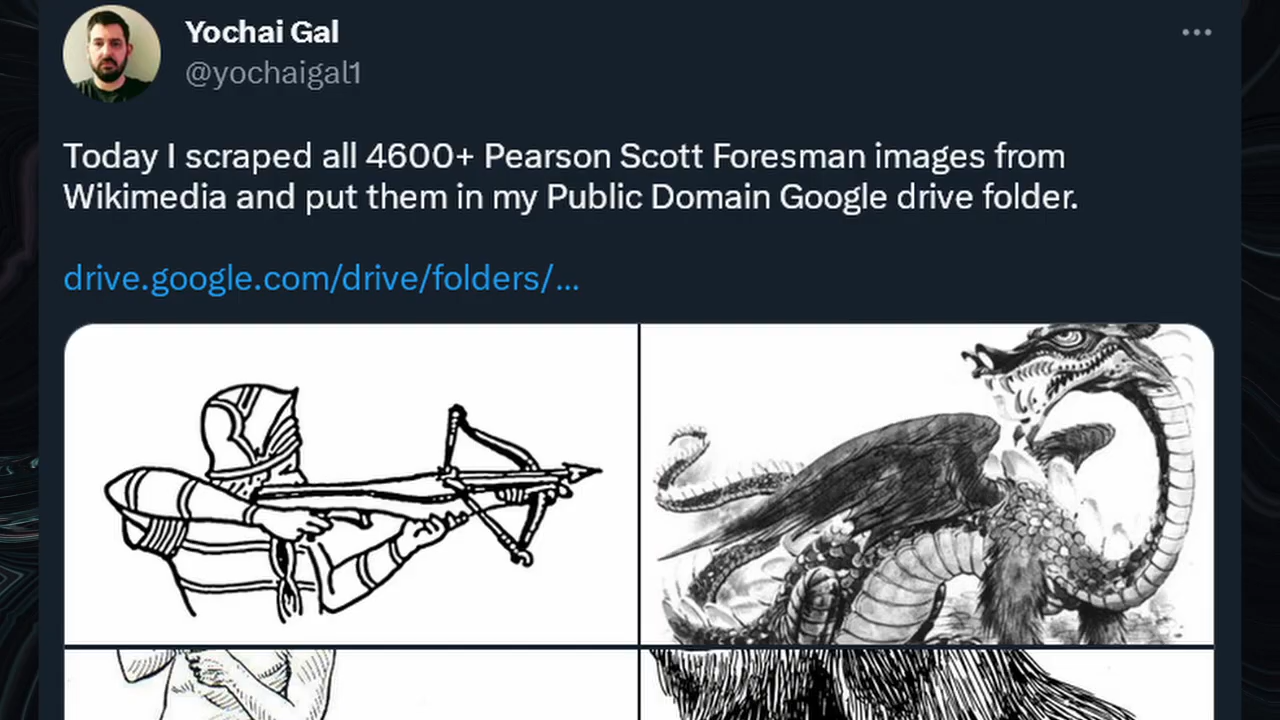 Yochai Gal
@yochaigal1
Today I scraped all 4600+ Pearson Scott Foresman images from
Wikimedia and put them in my Public Domain Google drive folder.
drive.google.com/drive/folders/...